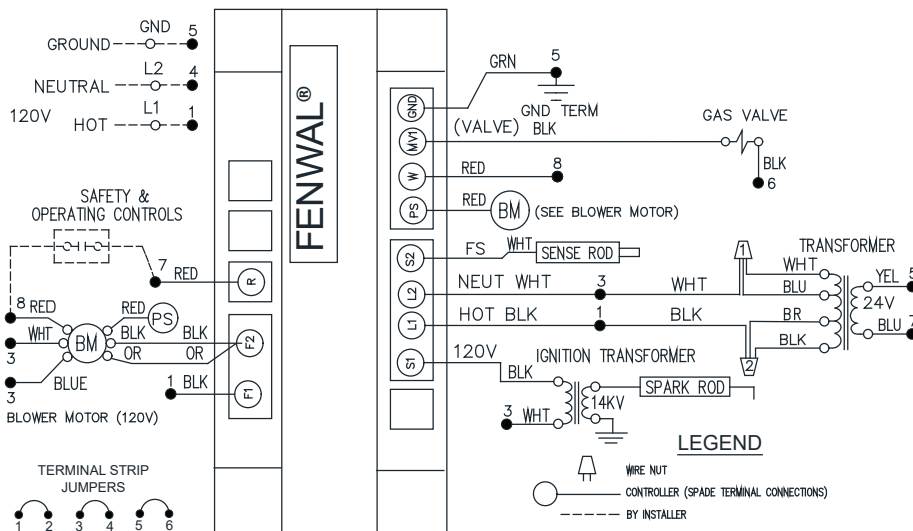 GROUND
GND
5
NEUTRAL
L2
4
120V
HOT
L1
1
FENWAL®
GND
MV1
W
PS
S2
L2
L1
S1
GRN
5
GND TERM
(VALVE) BLK
GAS VALVE
BLK
6
RED
8
RED
BM
(SEE BLOWER MOTOR)
FS
WHT
SENSE ROD
NEUT WHT
3
WHT
HOT BLK
1
BLK
1
2
TRANSFORMER
WHT
BLU
BR
BLK
24V
YEL
5
BLU
7
120V
BLK
IGNITION TRANSFORMER
14KV
SPARK ROD
3
WHT
SAFETY &
OPERATING CONTROLS
7
RED
R
8
RED
RED
PS
WHT
BM
BLK
BLK
F2
3
OR
OR
3
BLUE
1
BLK
F1
BLOWER MOTOR (120V)
TERMINAL STRIP
JUMPERS
1 2 3 4 5 6
LEGEND
WIRE NUT
CONTROLLER (SPADE TERMINAL CONNECTIONS)
BY INSTALLER